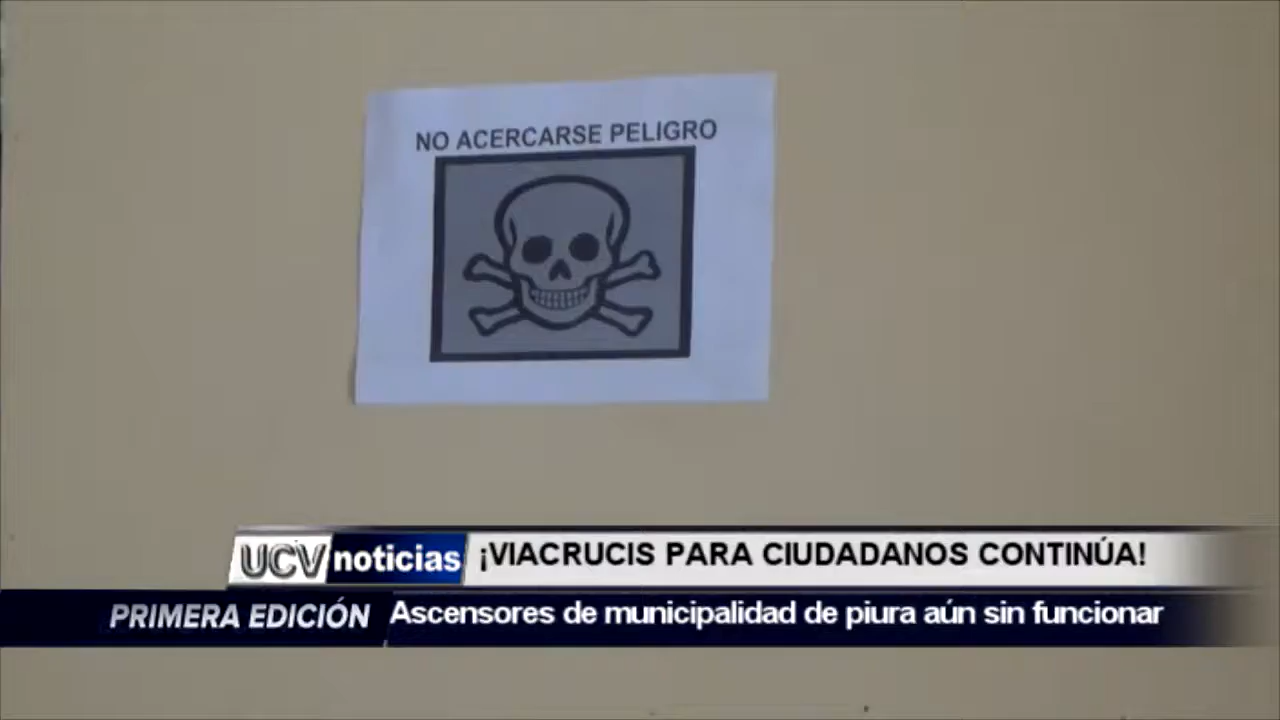 NO ACERCARSE PELIGRO
UCV noticias
¡VIACRUCIS PARA CIUDADANOS CONTINÚA!
PRIMERA EDICIÓN
Ascensores de municipalidad de piura aún sin funcionar